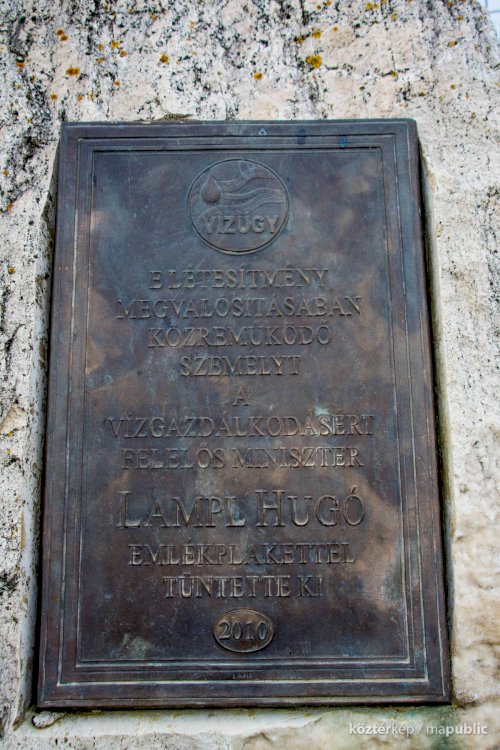 VÍZÜGY
E LÉTESÍTMÉNY
MEGVALÓSÍTÁSÁBAN
KÖZREMŰKÖDŐ
SZEMÉLYT
A
VÍZGAZDÁLKODÁSÉRT
FELELŐS MINISZTER
LAMPL HUGÓ
EMLÉKPLAKETTEL
TÜNTETTE KI
2010
köztérkép / mapublic